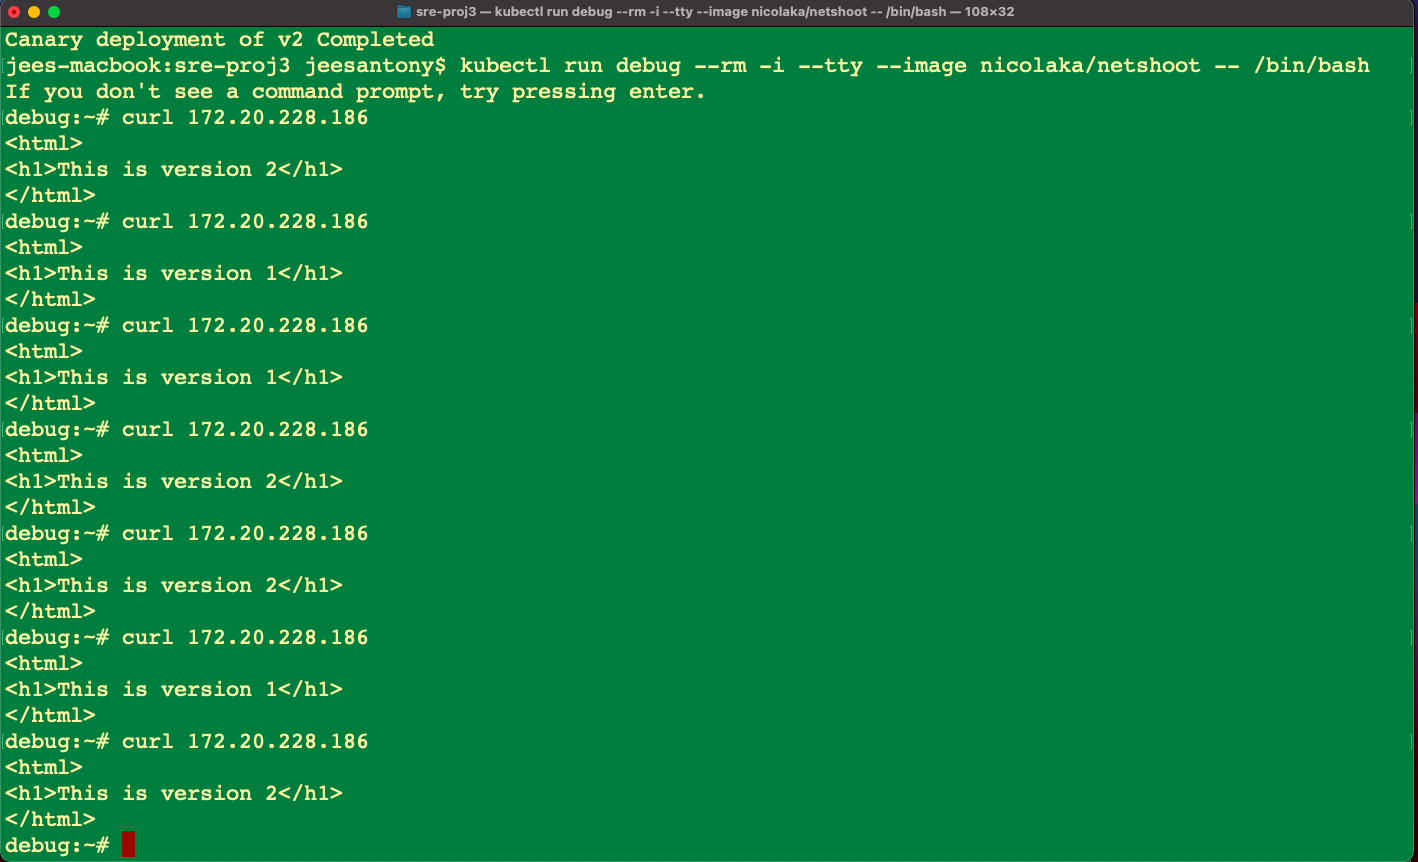 sre-proj3 — kubectl run debug --rm -i --tty --image nicolaka/netshoot -- /bin/bash — 108×32
Canary deployment of v2 Completed
jees-macbook:sre-proj3 jeesantony$ kubectl run debug --rm -i --tty --image nicolaka/netshoot -- /bin/bash
If you don't see a command prompt, try pressing enter.
debug:~# curl 172.20.228.186
<html>
<h1>This is version 2</h1>
</html>
debug:~# curl 172.20.228.186
<html>
<h1>This is version 1</h1>
</html>
debug:~# curl 172.20.228.186
<html>
<h1>This is version 1</h1>
</html>
debug:~# curl 172.20.228.186
<html>
<h1>This is version 2</h1>
</html>
debug:~# curl 172.20.228.186
<html>
<h1>This is version 2</h1>
</html>
debug:~# curl 172.20.228.186
<html>
<h1>This is version 1</h1>
</html>
debug:~# curl 172.20.228.186
<html>
<h1>This is version 2</h1>
</html>
debug:~#